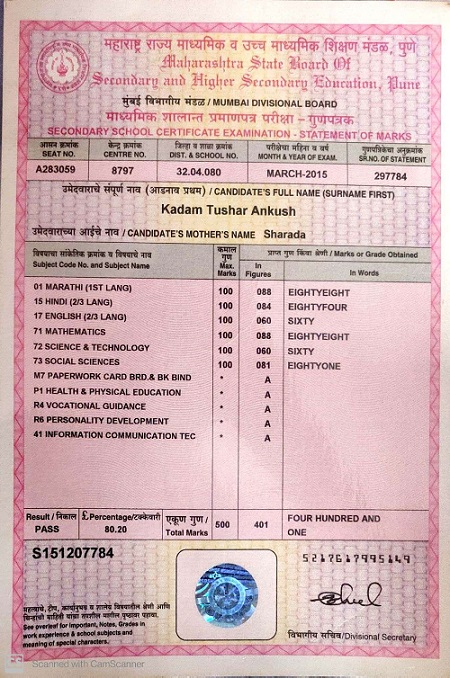 महाराष्ट्र राज्य माध्यमिक व उच्च माध्यमिक शिक्षण मंडळ, पुणे
Maharashtra State Board Of
Secondary and Higher Secondary Education, Pune
मुंबई विभागीय मंडळ / MUMBAI DIVISIONAL BOARD
माध्यमिक शालान्त प्रमाणपत्र परीक्षा – गुणपत्रक
SECONDARY SCHOOL CERTIFICATE EXAMINATION - STATEMENT OF MARKS
आसन क्रमांक केंद्र क्रमांक जिल्हा व शाळा क्रमांक परीक्षेचा महिना व वर्ष गुणपत्रिकेचा अनुक्रमांक
SEAT NO. CENTRE NO. DIST. & SCHOOL NO. MONTH & YEAR OF EXAM. SR.NO. OF STATEMENT
A283059 8797 32.04.080 MARCH-2015 297784
उमेदवाराचे संपूर्ण नाव (आडनाव प्रथम) / CANDIDATE'S FULL NAME (SURNAME FIRST)
Kadam Tushar Ankush
उमेदवाराच्या आईचे नाव / CANDIDATE'S MOTHER'S NAME Sharada
विषयाचा सांकेतिक क्रमांक व विषयाचे नाव
Subject Code No. and Subject Name
कमाल
गुण
Max.
Marks
प्राप्त गुण किंवा श्रेणी / Marks or Grade Obtained
In
Figures
In Words
01 MARATHI (1ST LANG) 100 088 EIGHTYEIGHT
15 HINDI (2/3 LANG) 100 084 EIGHTYFOUR
17 ENGLISH (2/3 LANG) 100 060 SIXTY
71 MATHEMATICS 100 088 EIGHTYEIGHT
72 SCIENCE & TECHNOLOGY 100 060 SIXTY
73 SOCIAL SCIENCES 100 081 EIGHTYONE
M7 PAPERWORK CARD BRD.& BK BIND * A
P1 HEALTH & PHYSICAL EDUCATION * A
R4 VOCATIONAL GUIDANCE * A
R6 PERSONALITY DEVELOPMENT * A
41 INFORMATION COMMUNICATION TEC * A
Result / निकाल £ Percentage/टक्केवारी एकूण गुण /
PASS 80.20 Total Marks 500 401 FOUR HUNDRED AND
ONE
S151207784
5217617995149
महत्वाचे, टीप, कार्यानुभव व शालेय विषयातील श्रेणी आणि
See overleaf for important, Notes, Grades in
work experience & school subjects and
meaning of special characters.
विभागीय सचिव/Divisional Secretary
Scanned with CamScanner